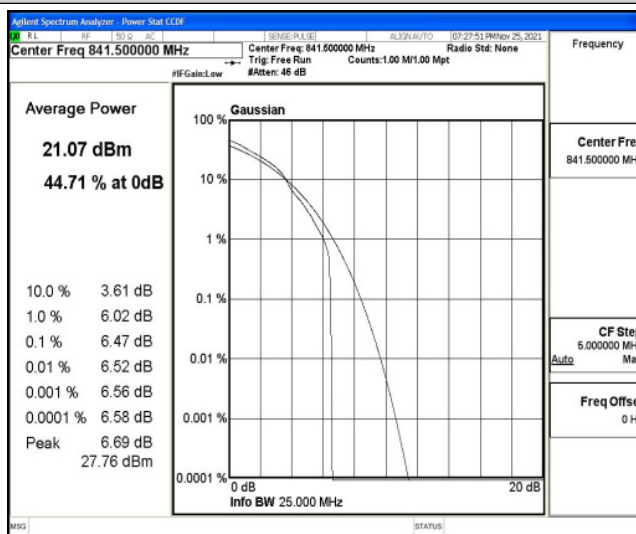 Agilent Spectrum Analyzer - Power Stat CCDF
RL RF 50 Ω AC SENSE:PULSE ALIGN AUTO 07:27:51 PM Nov 25, 2021
Center Freq 841.500000 MHz
Center Freq: 841.500000 MHz Radio Std: None
Trig: Free Run Counts:1.00 M/1.00 Mpt
#IFGain:Low #Atten: 46 dB
Frequency
Average Power
21.07 dBm
44.71 % at 0dB
10.0 % 3.61 dB
1.0 % 6.02 dB
0.1 % 6.47 dB
0.01 % 6.52 dB
0.001 % 6.56 dB
0.0001 % 6.58 dB
Peak 6.69 dB
27.76 dBm
Gaussian
100 %
10 %
1 %
0.1 %
0.01 %
0.001 %
0.0001 %
0 dB 20 dB
Info BW 25.000 MHz
Center Fre
841.500000 MH
CF Ste
5.000000 MH
Auto Ma
Freq Offse
0 H
MSG STATUS